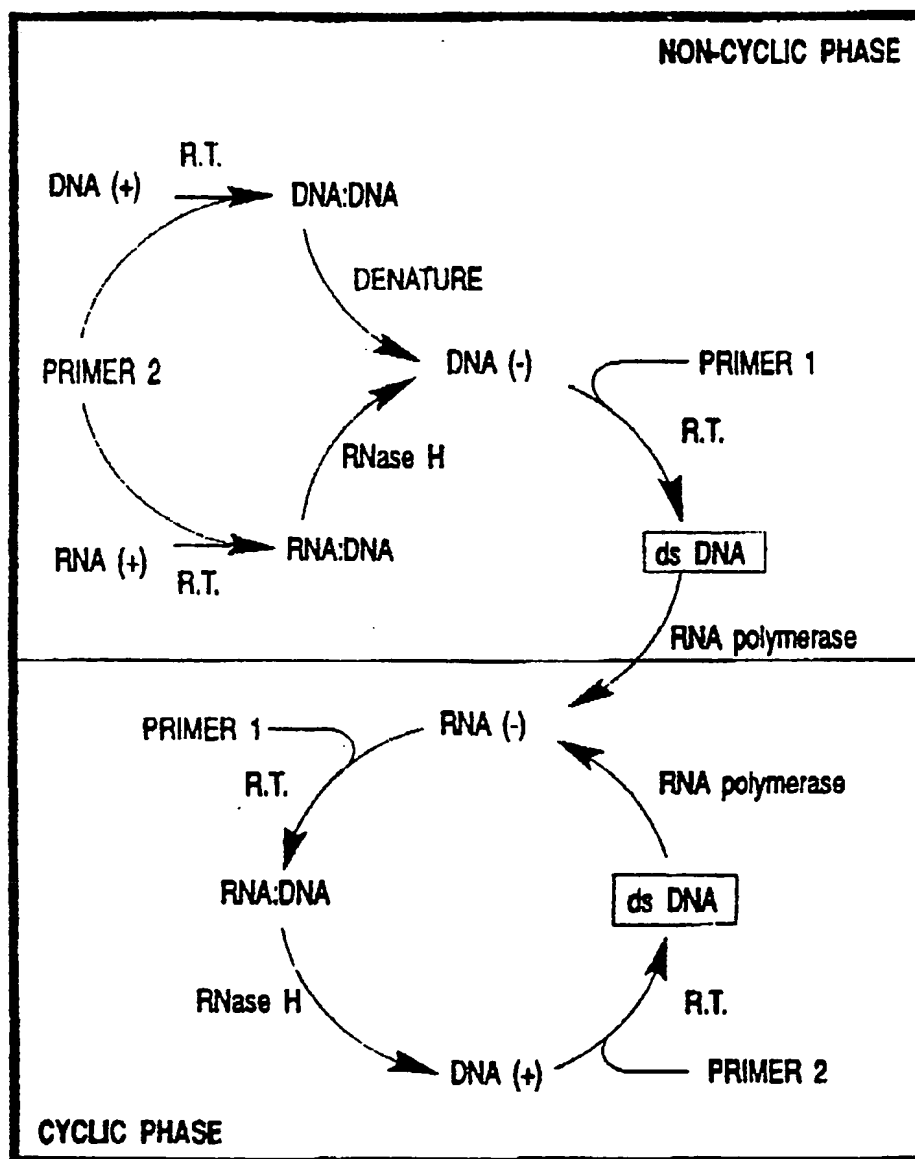 NON-CYCLIC PHASE
R.T.
DNA (+)
DNA:DNA
DENATURE
PRIMER 2
DNA (-)
PRIMER 1
R.T.
RNase H
RNA (+)
R.T.
RNA:DNA
ds DNA
RNA polymerase
PRIMER 1
RNA (-)
R.T.
RNA polymerase
RNA:DNA
ds DNA
RNase H
R.T.
DNA (+)
PRIMER 2
CYCLIC PHASE